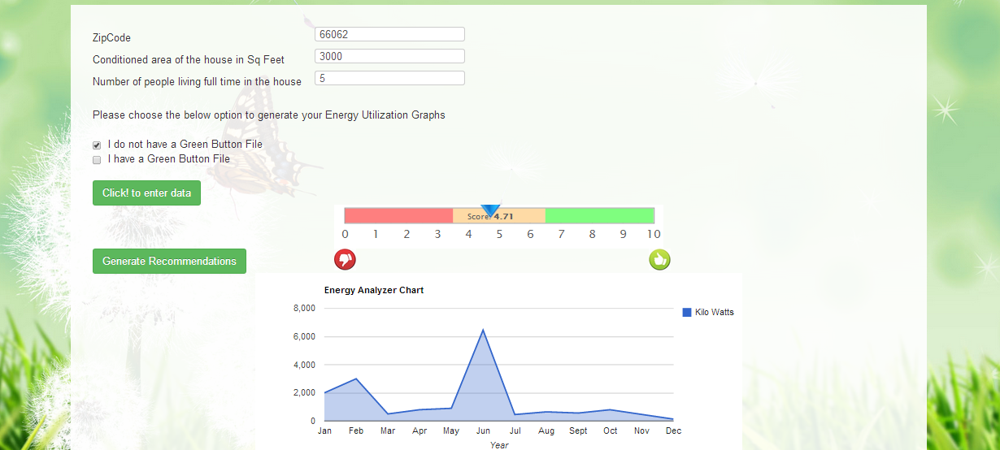 ZipCode 66062
Conditioned area of the house in Sq Feet 3000
Number of people living full time in the house 5
Please choose the below option to generate your Energy Utilization Graphs
I do not have a Green Button File
I have a Green Button File
Click! to enter data
Score: 4.71
0 1 2 3 4 5 6 7 8 9 10
Generate Recommendations
Energy Analyzer Chart
8,000
Kilo Watts
6,000
4,000
2,000
0
Jan Feb Mar Apr May Jun Jul Aug Sept Oct Nov Dec
Year